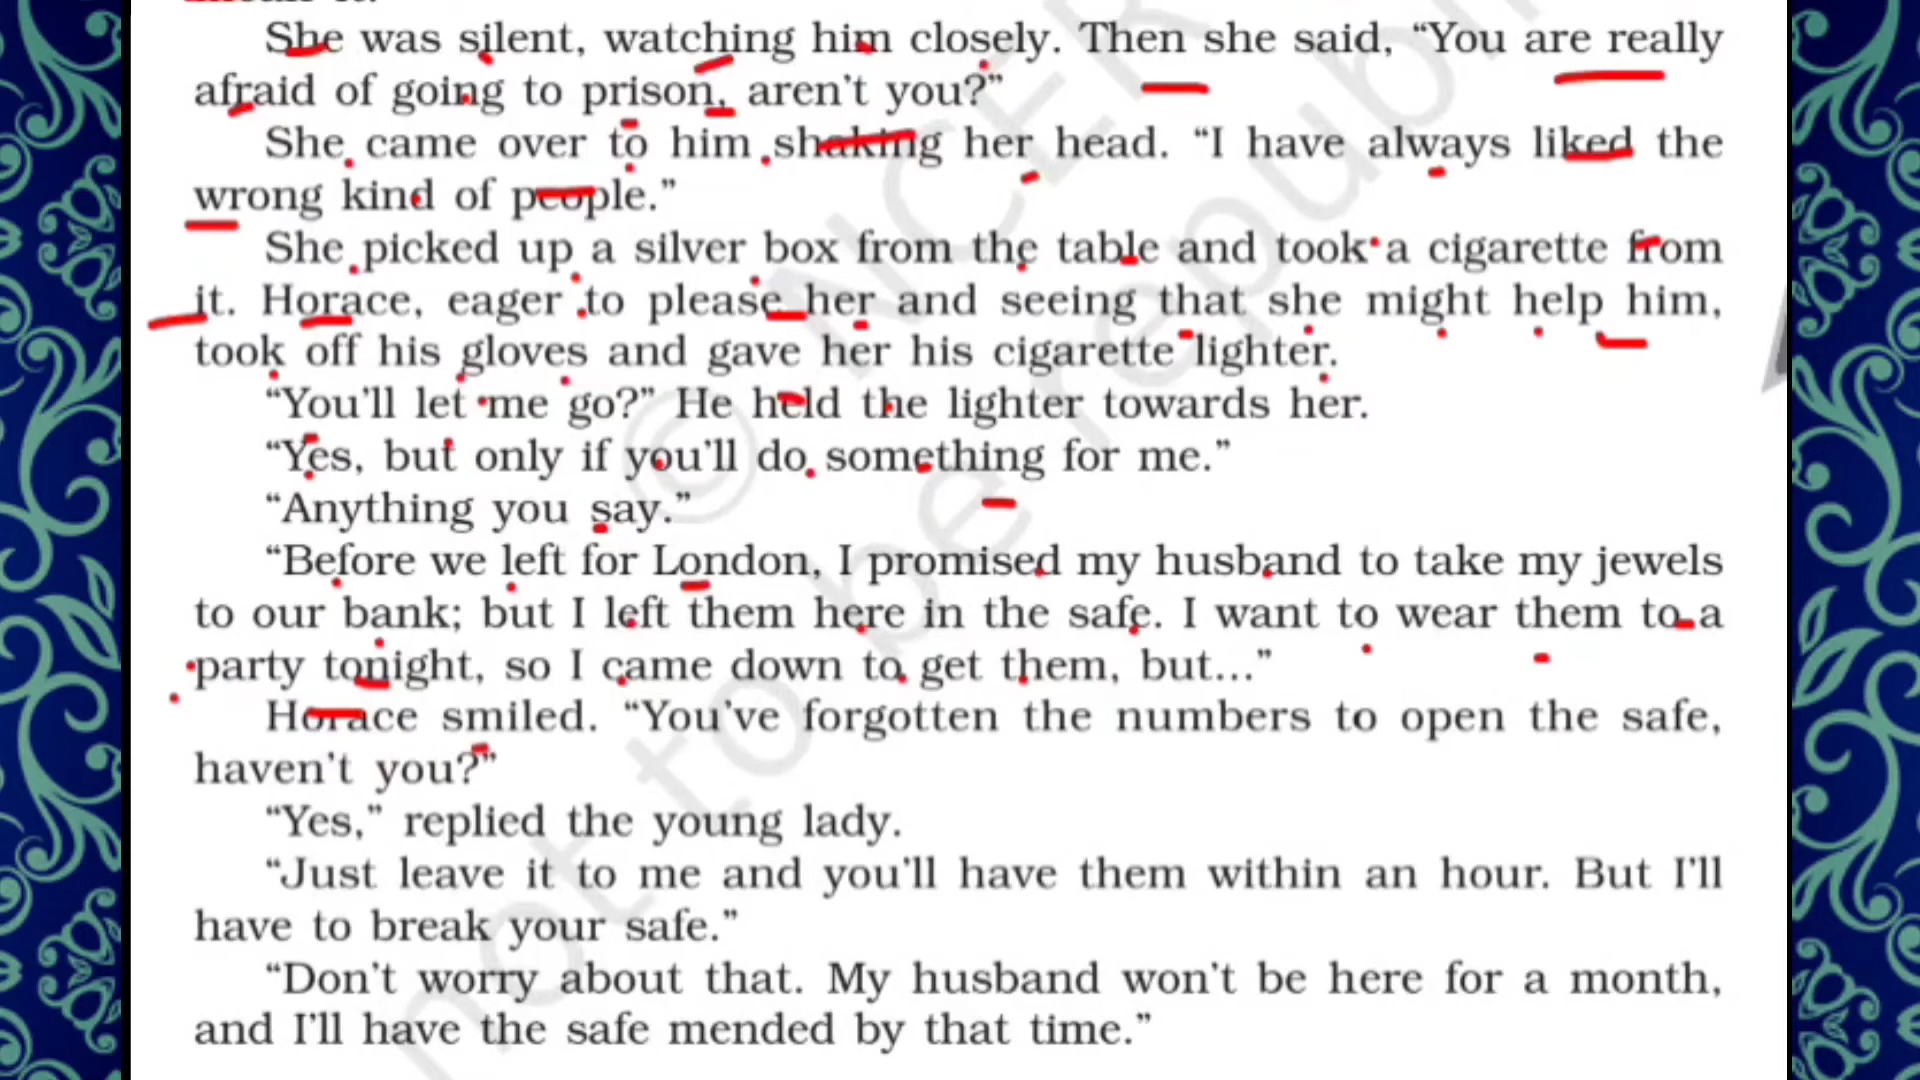 She was silent, watching him closely. Then she said, “You are really
afraid of going to prison, aren’t you?”
She came over to him shaking her head. “I have always liked the
wrong kind of people.”
She picked up a silver box from the table and took a cigarette from
it. Horace, eager to please her and seeing that she might help him,
took off his gloves and gave her his cigarette lighter.
“You’ll let me go?” He held the lighter towards her.
“Yes, but only if you’ll do something for me.”
“Anything you say.”
“Before we left for London, I promised my husband to take my jewels
to our bank; but I left them here in the safe. I want to wear them to a
party tonight, so I came down to get them, but...”
Horace smiled. “You’ve forgotten the numbers to open the safe,
haven’t you?”
“Yes,” replied the young lady.
“Just leave it to me and you’ll have them within an hour. But I’ll
have to break your safe.”
“Don’t worry about that. My husband won’t be here for a month,
and I’ll have the safe mended by that time.”
© NCER
not to be republi